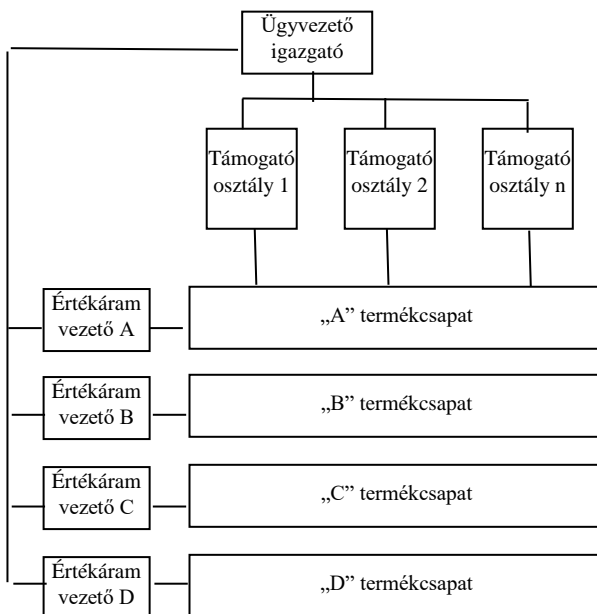 Ügyvezető
igazgató
Támogató
osztály 1
Támogató
osztály 2
Támogató
osztály n
Értékáram
vezető A
„A” termékcsapat
Értékáram
vezető B
„B” termékcsapat
Értékáram
vezető C
„C” termékcsapat
Értékáram
vezető D
„D” termékcsapat